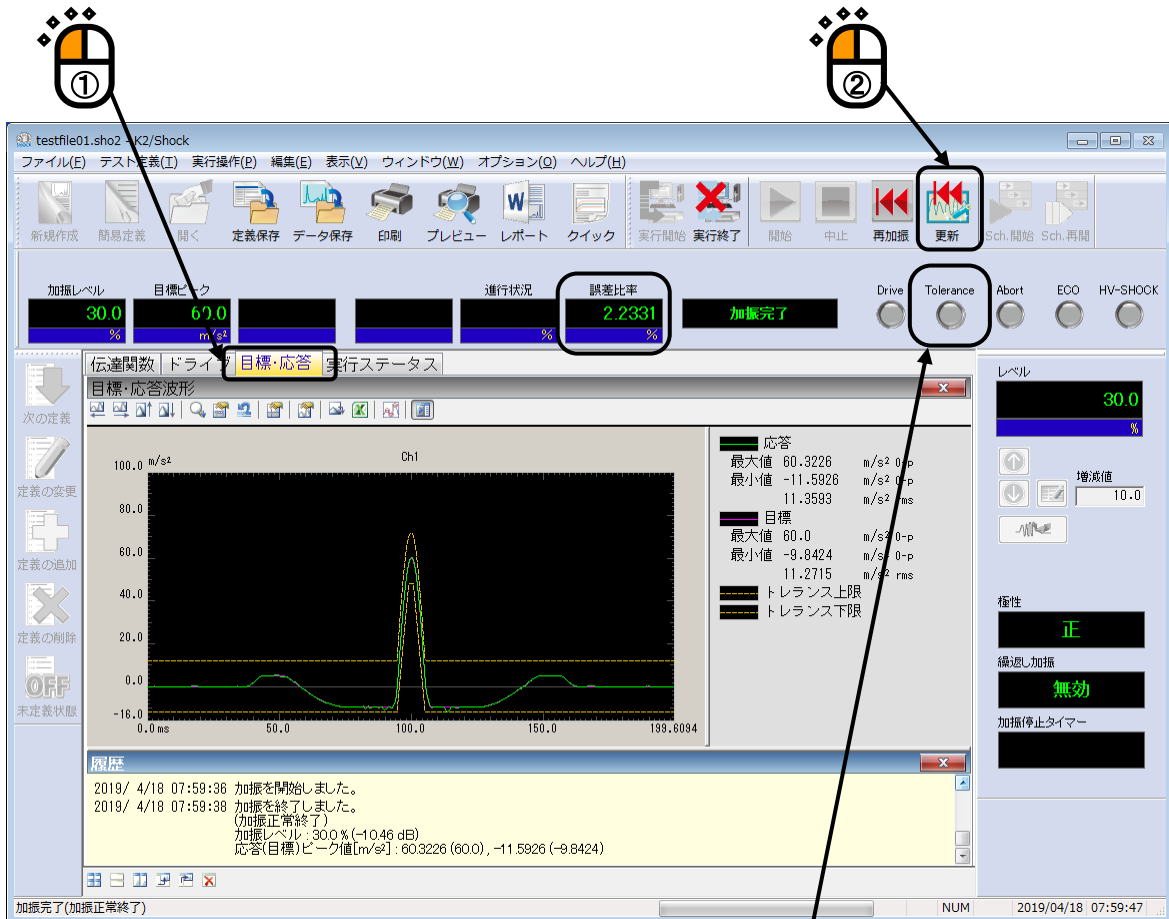 ①
②
testfile01.sho2 - K2/Shock
ファイル(F) テスト定義(T) 実行操作(P) 編集(E) 表示(V) ウィンドウ(W) オプション(O) ヘルプ(H)
新規作成 簡易定義 開く 定義保存 データ保存 印刷 プレビュー レポート クイック 実行開始 実行終了 開始 中止 再加振 更新 Sch.開始 Sch.再開
加振レベル 目標ピーク 進行状況 誤差比率 Drive Tolerance Abort ECO HV-SHOCK
30.0 60.0 2.2331 加振完了
% m/s² % %
伝達関数 ドライブ 目標・応答 実行ステータス
目標・応答波形
次の定義
定義の変更
定義の追加
定義の削除
OFF
未定義状態
100.0 m/s² Ch1
80.0
60.0
40.0
20.0
0.0
-16.0
0.0 ms 50.0 100.0 150.0 199.6094
応答
最大値 60.3226 m/s² 0-p
最小値 -11.5926 m/s² 0-p
11.3593 m/s² rms
目標
最大値 60.0 m/s² 0-p
最小値 -9.8424 m/s² 0-p
11.2715 m/s² rms
トレランス上限
トレランス下限
レベル
30.0
%
増減値
10.0
極性
正
繰返し加振
無効
加振停止タイマー
履歴
2019/ 4/18 07:59:36 加振を開始しました。
2019/ 4/18 07:59:38 加振を終了しました。
(加振正常終了)
加振レベル : 30.0 % (-10.46 dB)
応答(目標)ピーク値[m/s²] : 60.3226 (60.0) , -11.5926 (-9.8424)
加振完了(加振正常終了) NUM 2019/04/18 07:59:47